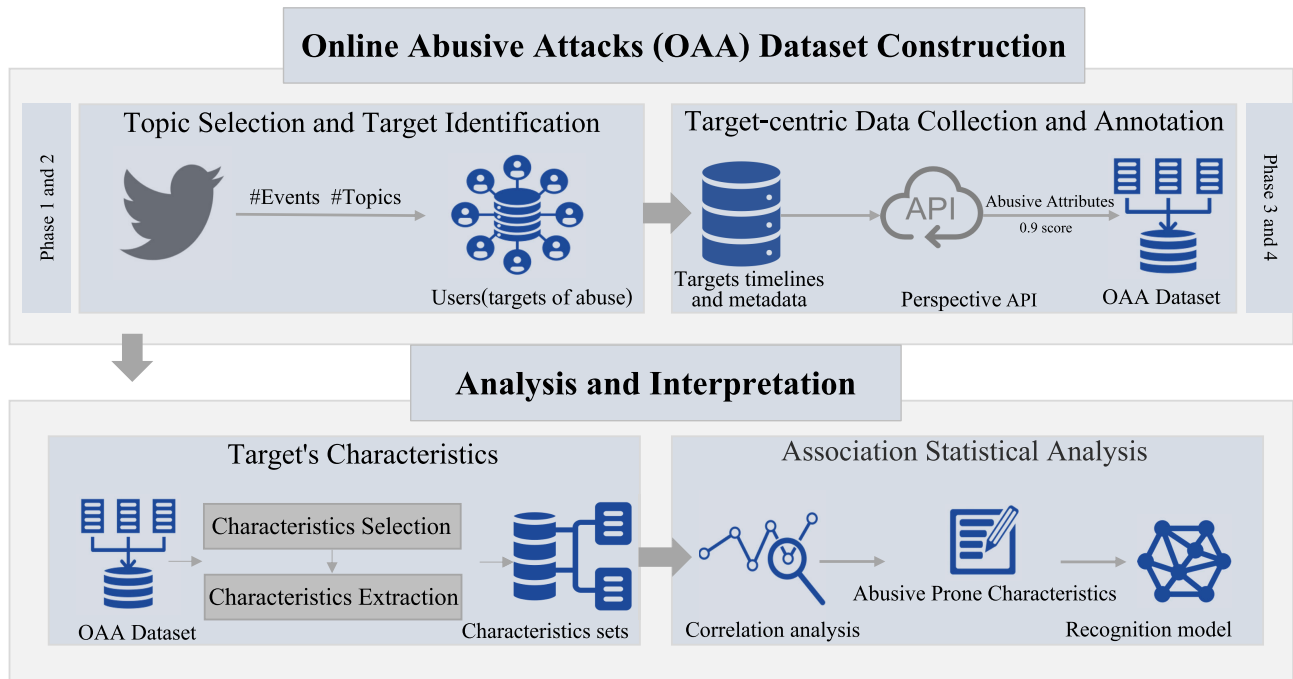 Online Abusive Attacks (OAA) Dataset Construction
Phase 1 and 2
Topic Selection and Target Identification
#Events #Topics
Users(targets of abuse)
Target-centric Data Collection and Annotation
Targets timelines
and metadata
API
Perspective API
Abusive Attributes
0.9 score
OAA Dataset
Phase 3 and 4
Analysis and Interpretation
Target's Characteristics
OAA Dataset
Characteristics Selection
Characteristics Extraction
Characteristics sets
Association Statistical Analysis
Correlation analysis
Abusive Prone Characteristics
Recognition model